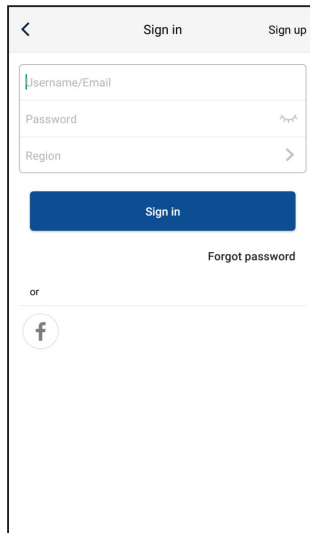 Sign in
Sign up
Username/Email
Password
Region
Sign in
Forgot password
or
f